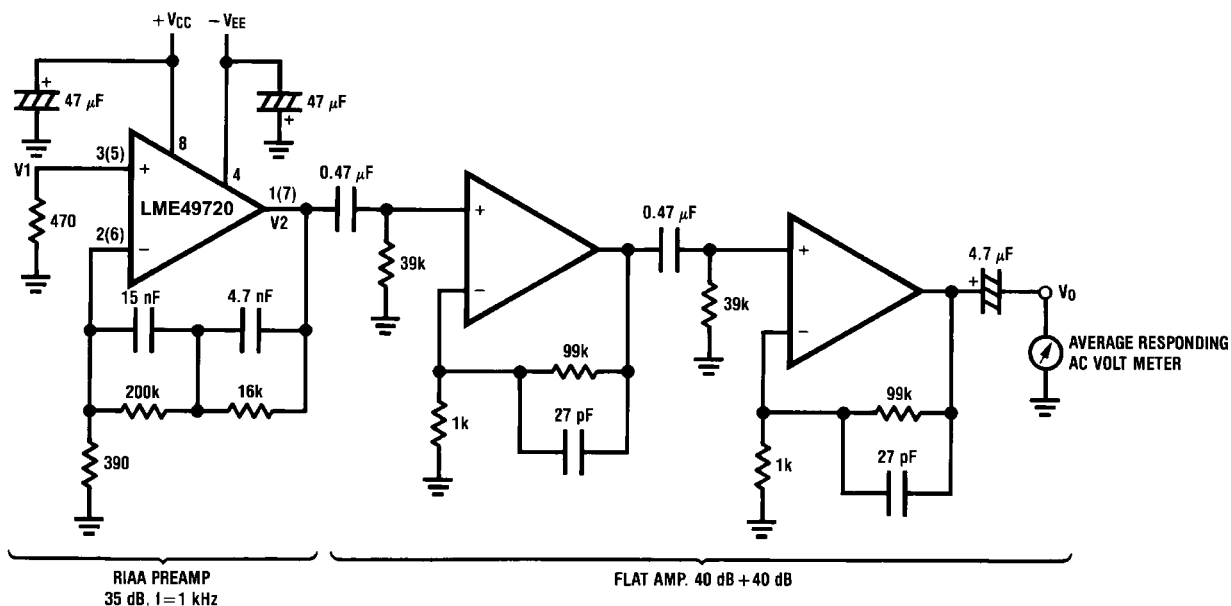 +VCC −VEE
+
47 μF
47 μF
+
8
V1
3(5)
+
4
0.47 μF
1(7)
LME49720
V2
470
2(6)
−
+
0.47 μF
39k
−
+
4.7 μF
+
VO
15 nF
4.7 nF
39k
−
AVERAGE RESPONDING
AC VOLT METER
200k
16k
99k
1k
27 pF
99k
390
1k
27 pF
RIAA PREAMP
35 dB, f=1 kHz
FLAT AMP. 40 dB+40 dB